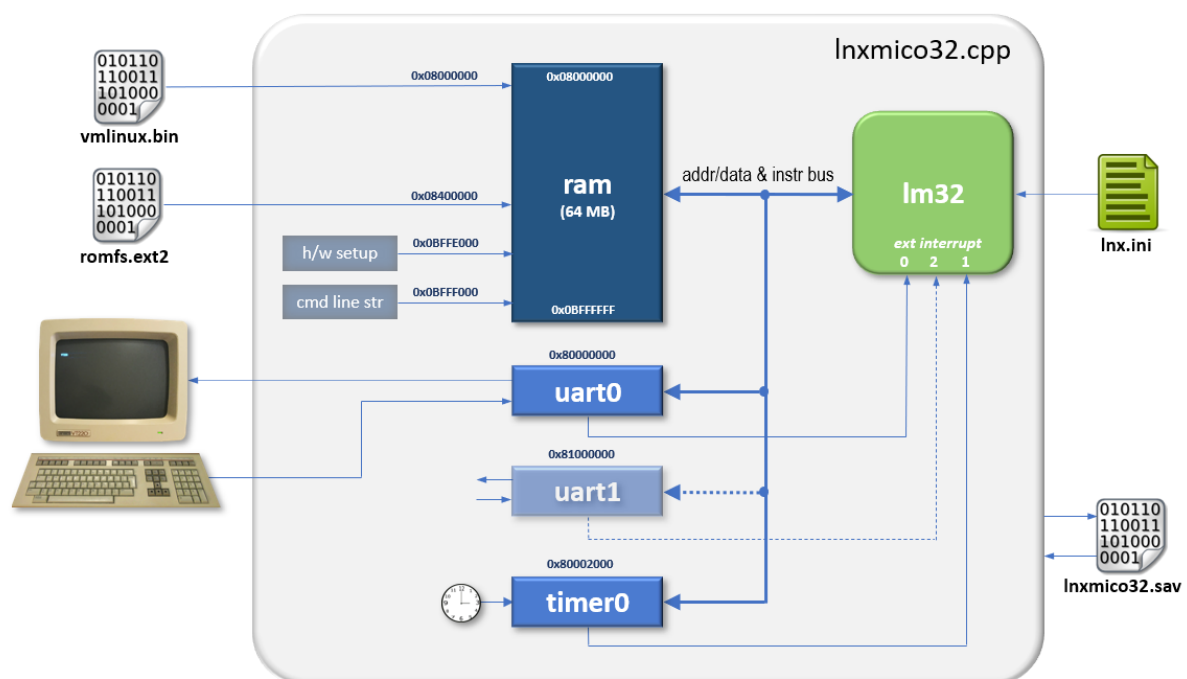 lnxmico32.cpp
010110
110011
101000
0001
vmlinux.bin
0x08000000
0x08000000
010110
110011
101000
0001
romfs.ext2
0x08400000
ram
(64 MB)
addr/data & instr bus
lm32
ext interrupt
0 2 1
lnx.ini
h/w setup
0x0BFFE000
cmd line str
0x0BFFF000
0x0BFFFFFF
0x80000000
uart0
0x81000000
uart1
0x80002000
timer0
010110
110011
101000
0001
lnxmico32.sav